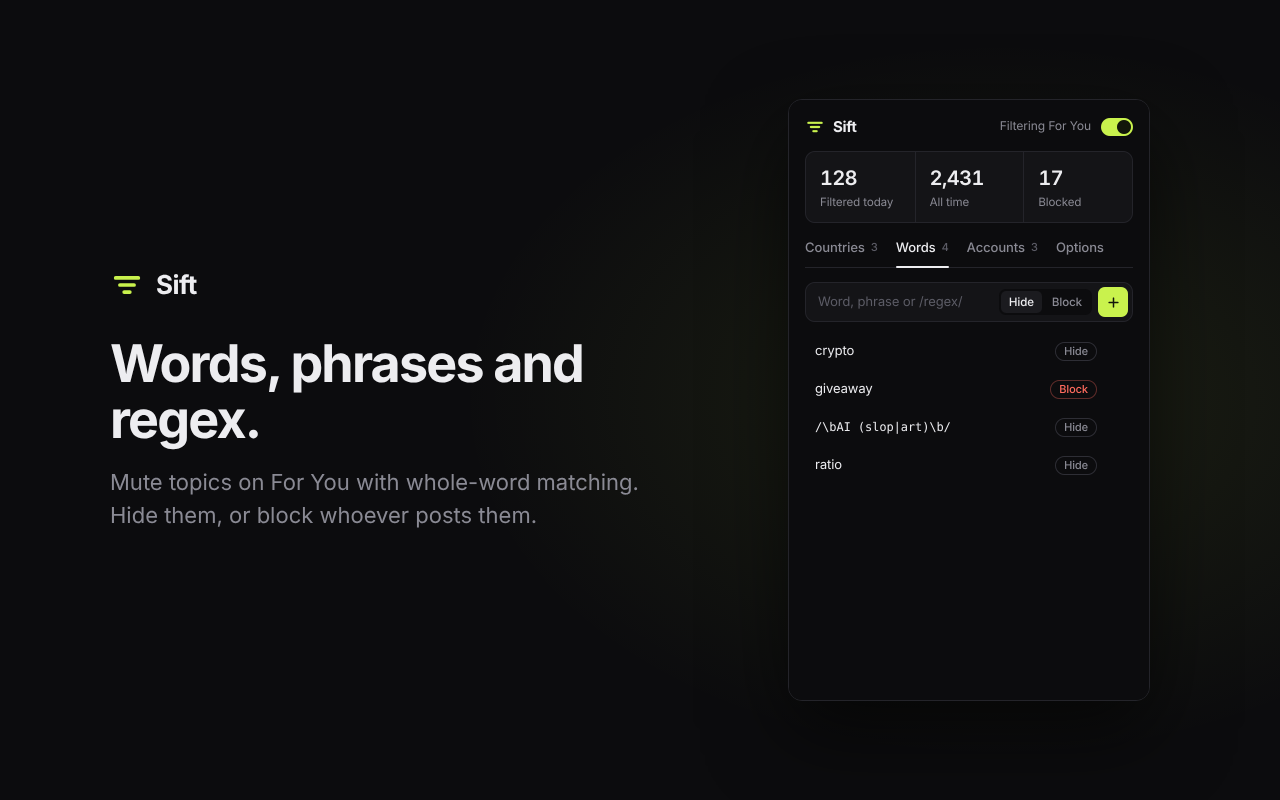 Sift
Words, phrases and
regex.
Mute topics on For You with whole-word matching.
Hide them, or block whoever posts them.
Sift
Filtering For You
128
2,431
17
Filtered today
All time
Blocked
Countries 3 Words 4 Accounts 3 Options
Word, phrase or /regex/ Hide Block +
crypto Hide
giveaway Block
/\bAI (slop|art)\b/ Hide
ratio Hide